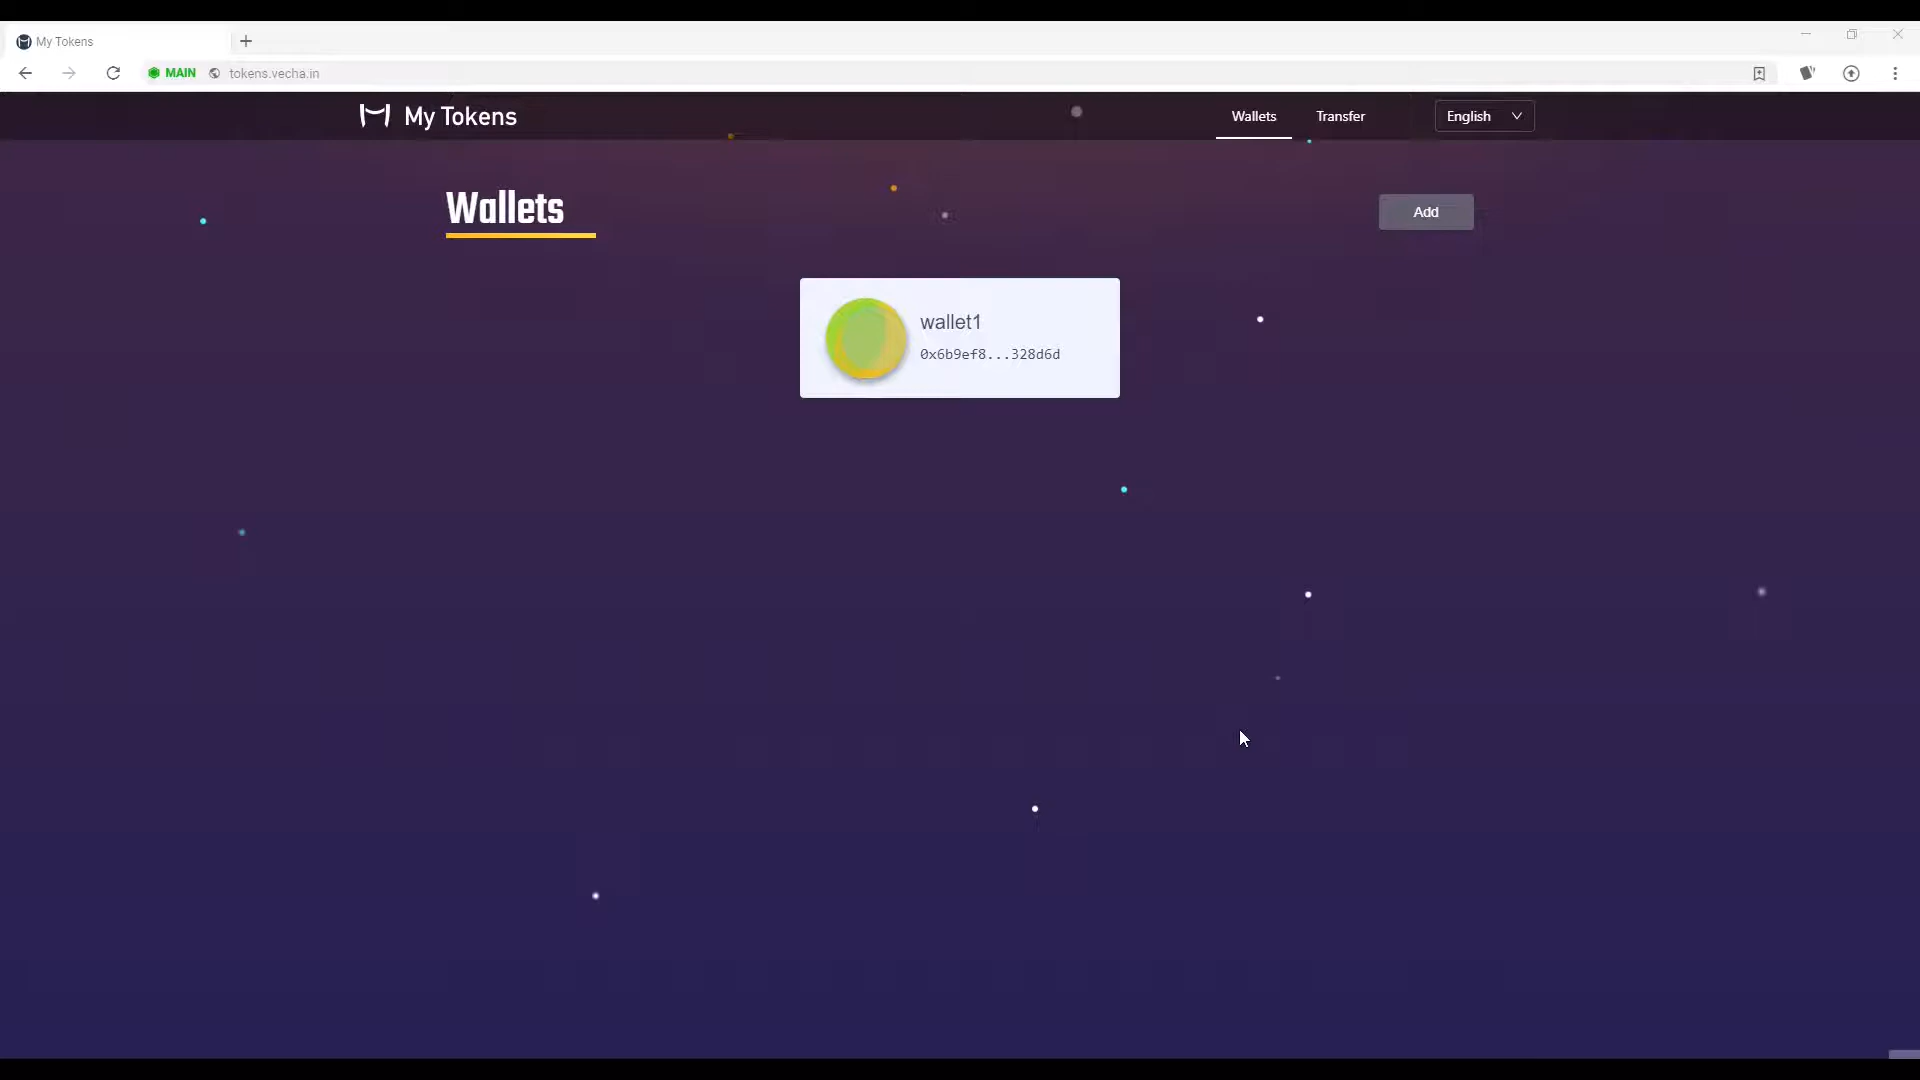 My Tokens
MAIN
tokens.vecha.in
My Tokens
Wallets
Transfer
English
Wallets
Add
wallet1
0x6b9ef8...328d6d